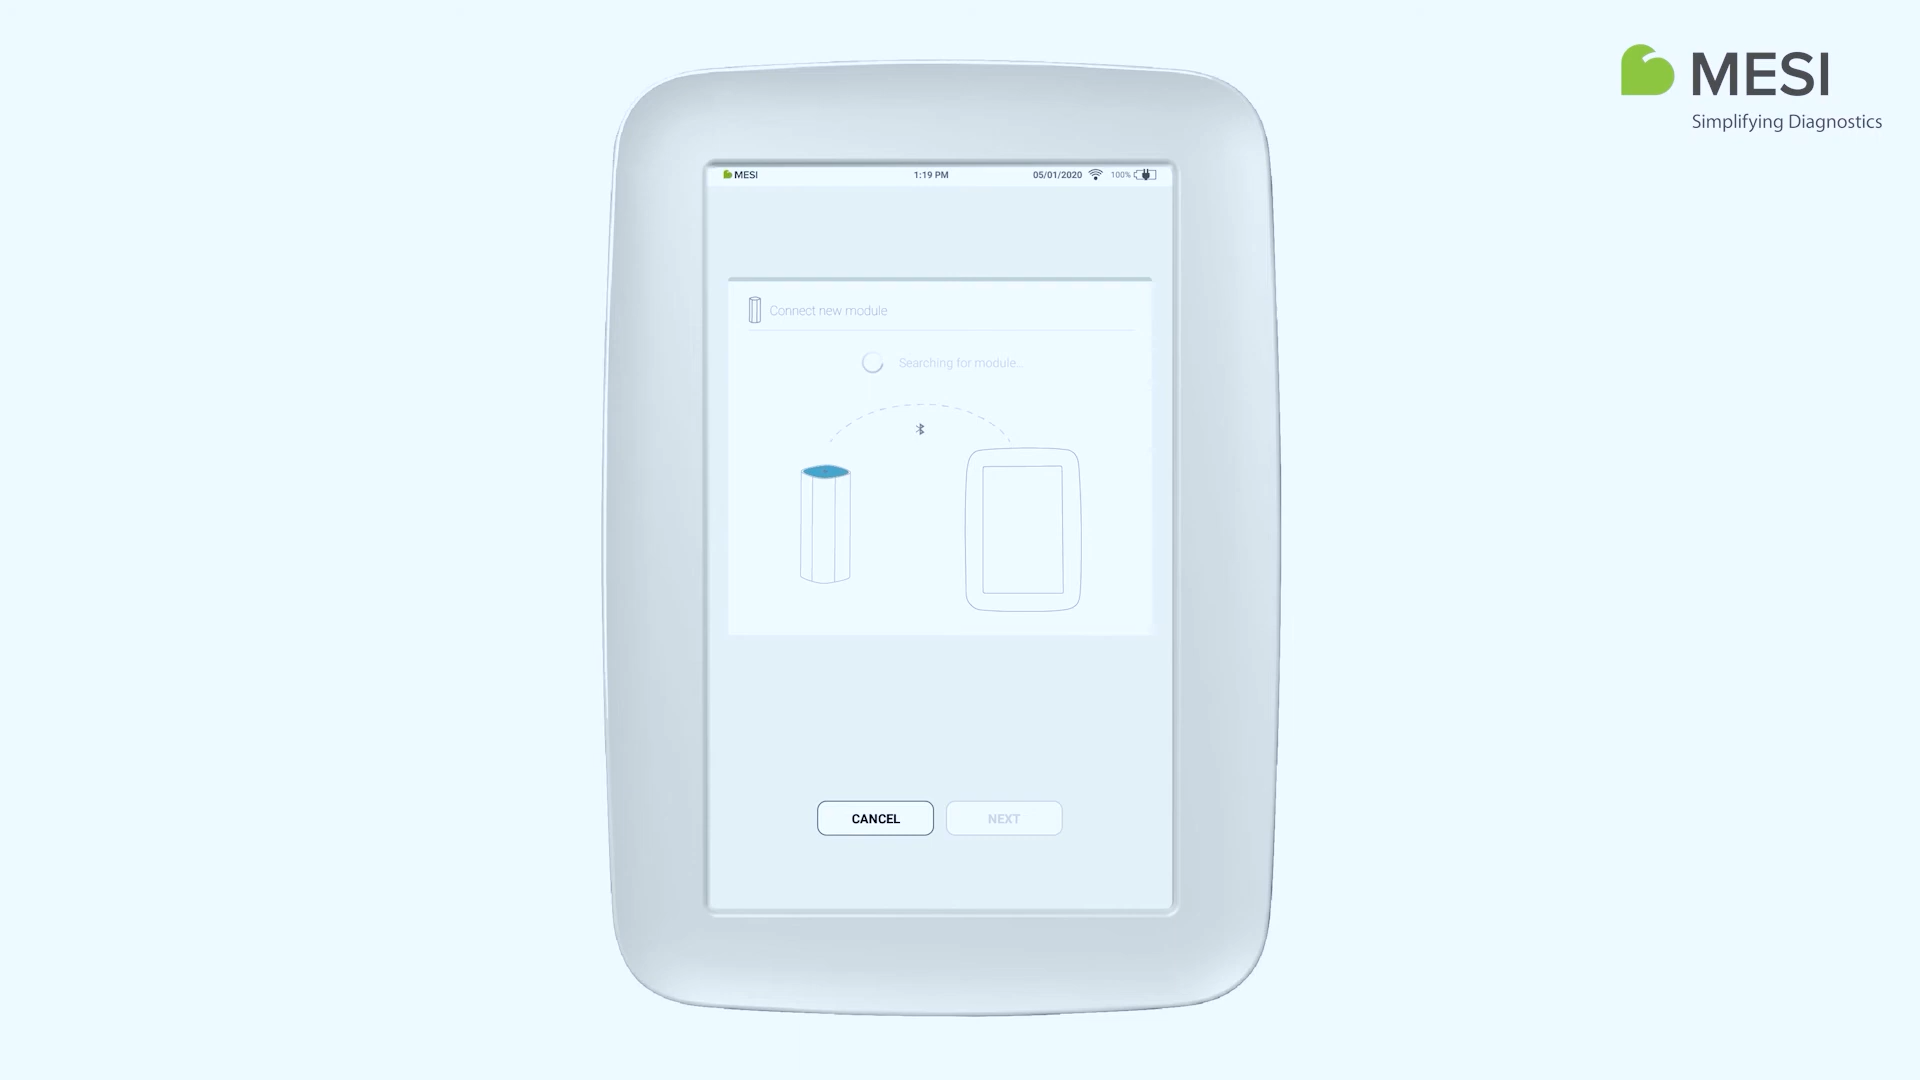 MESI
Simplifying Diagnostics
MESI 1:19 PM 05/01/2020 100%
Connect new module
Searching for module...
CANCEL NEXT